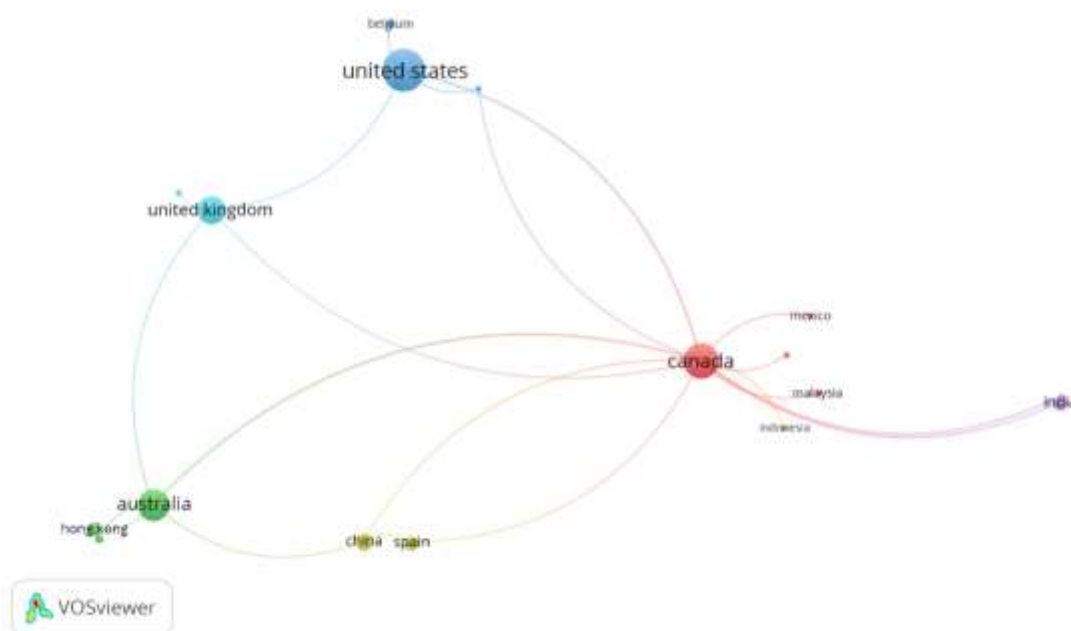 belgium
united states
united kingdom
mexico
canada
malaysia
indonesia
australia
hong kong
china
spain
VOSviewer